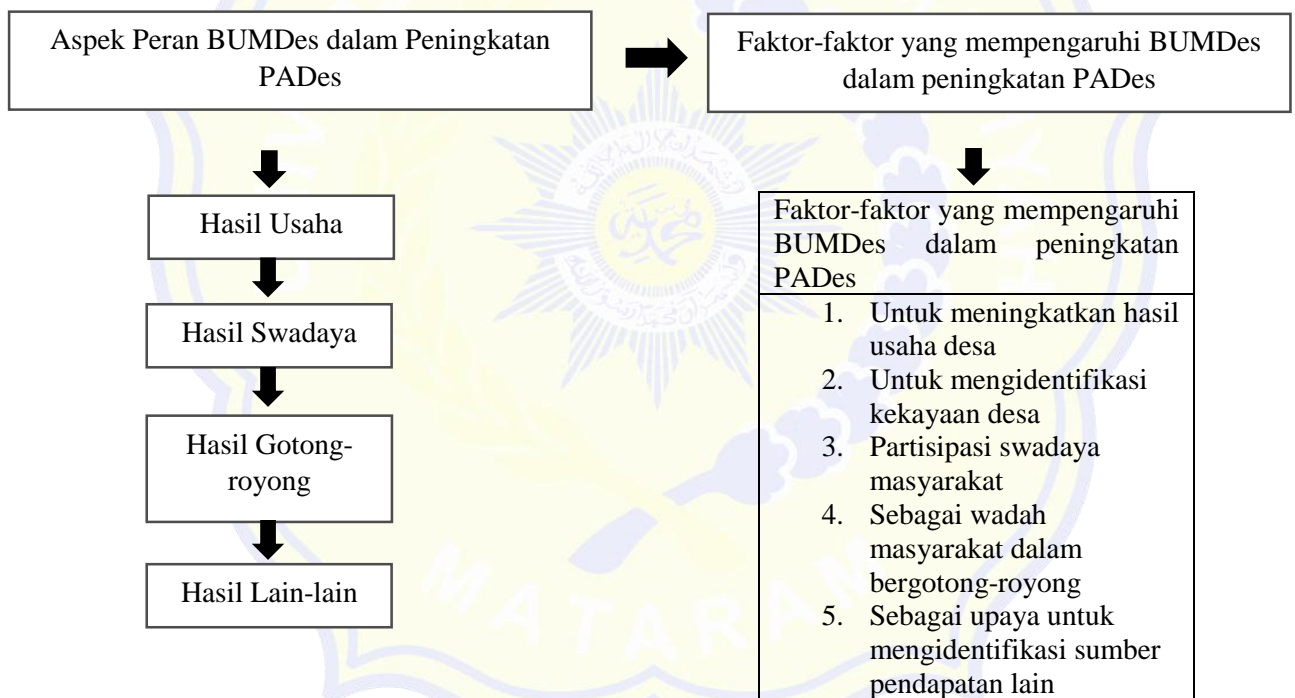 Aspek Peran BUMDes dalam Peningkatan
PADes
Faktor-faktor yang mempengaruhi BUMDes
dalam peningkatan PADes
Hasil Usaha
Hasil Swadaya
Hasil Gotong-
royong
Hasil Lain-lain
Faktor-faktor yang mempengaruhi
BUMDes dalam peningkatan
PADes
1. Untuk meningkatkan hasil
usaha desa
2. Untuk mengidentifikasi
kekayaan desa
3. Partisipasi swadaya
masyarakat
4. Sebagai wadah
masyarakat dalam
bergotong-royong
5. Sebagai upaya untuk
mengidentifikasi sumber
pendapatan lain
MATARAM